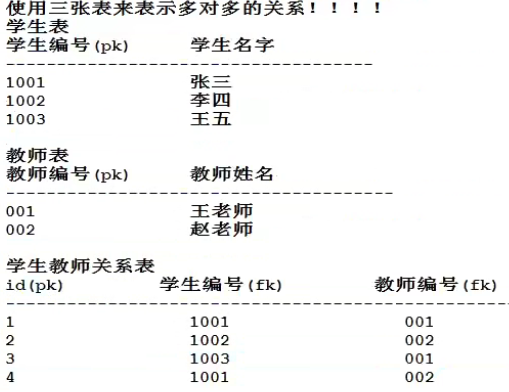 使用三张表来表示多对多的关系！！！！
学生表
学生编号(pk) 学生名字
------------------------------------
1001 张三
1002 李四
1003 王五
教师表
教师编号(pk) 教师姓名
--------------------------------------
001 王老师
002 赵老师
学生教师关系表
id(pk) 学生编号(fk) 教师编号(fk)
--------------------------------------------------
1 1001 001
2 1002 002
3 1003 001
4 1001 002